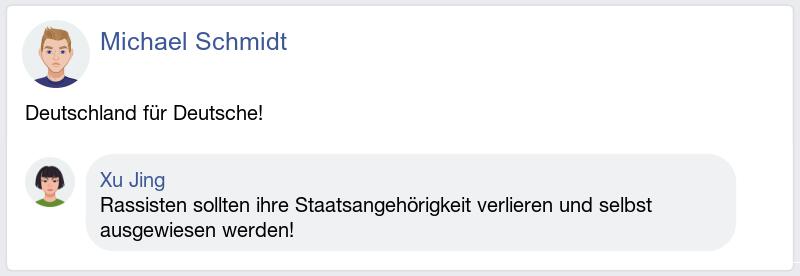 Michael Schmidt
Deutschland für Deutsche!
Xu Jing
Rassisten sollten ihre Staatsangehörigkeit verlieren und selbst
ausgewiesen werden!